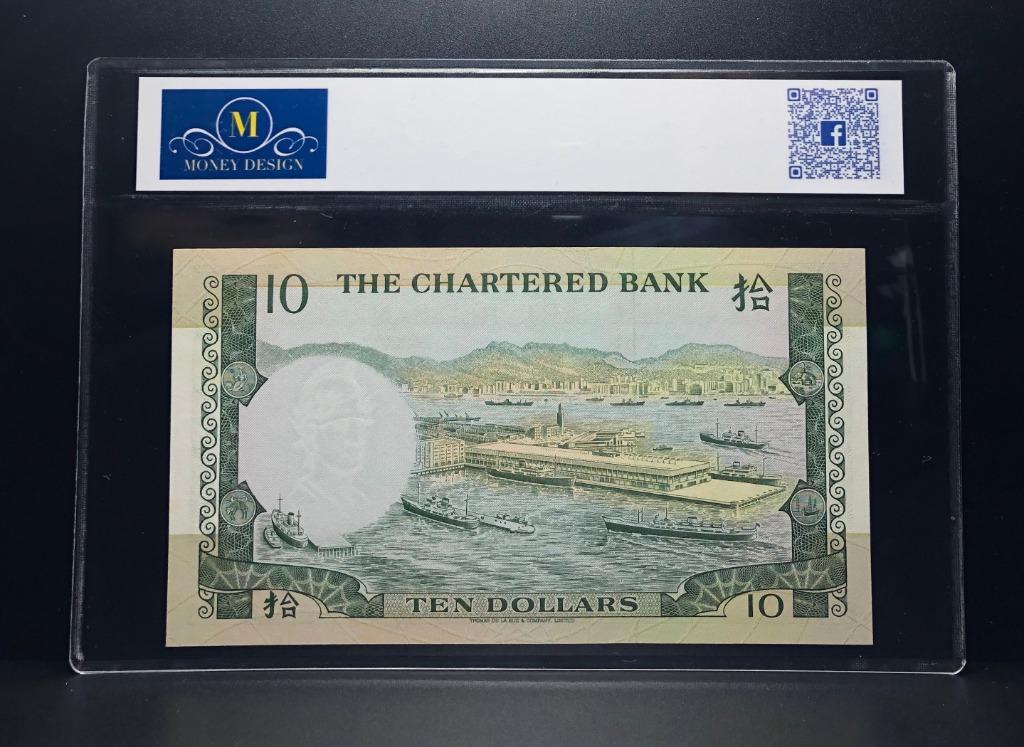 M
MONEY DESIGN
f
10 THE CHARTERED BANK 拾
拾 TEN DOLLARS 10
THOMAS DE LA RUE & COMPANY, LIMITED